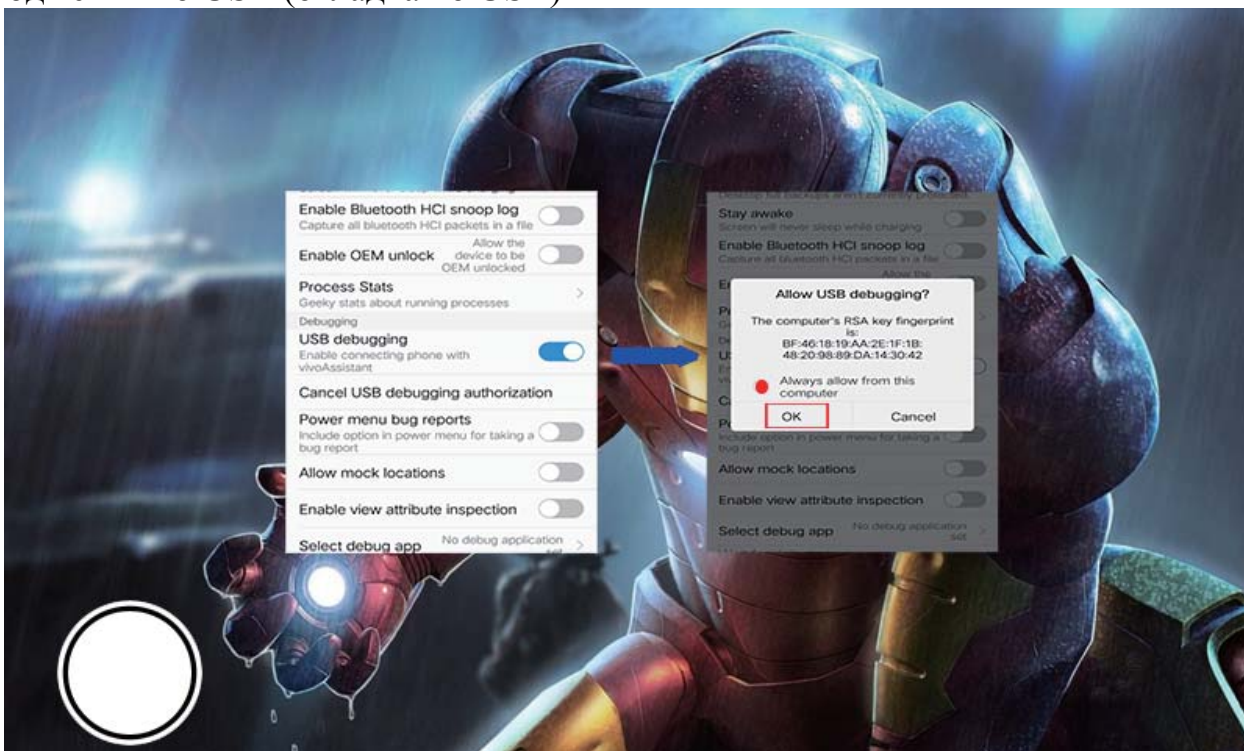 Enable Bluetooth HCI snoop log
Capture all bluetooth HCI packets in a file
Enable OEM unlock
Allow the
device to be
OEM unlocked
Process Stats
Geeky stats about running processes
Debugging
USB debugging
Enable connecting phone with
vivoAssistant
Cancel USB debugging authorization
Power menu bug reports
Include option in power menu for taking a
bug report
Allow mock locations
Enable view attribute inspection
Select debug app
No debug application
Stay awake
Screen will never sleep while charging
Enable Bluetooth HCI snoop log
Capture all bluetooth HCI packets in a file
Allow the
Allow USB debugging?
The computer's RSA key fingerprint
is:
BF:46:18:19:AA:2E:1F:1B:
48:20:98:89:DA:14:30:42
Always allow from this
computer
OK
Cancel
Include option in power menu for taking a
bug report
Allow mock locations
Enable view attribute inspection
Select debug app
No debug application
set